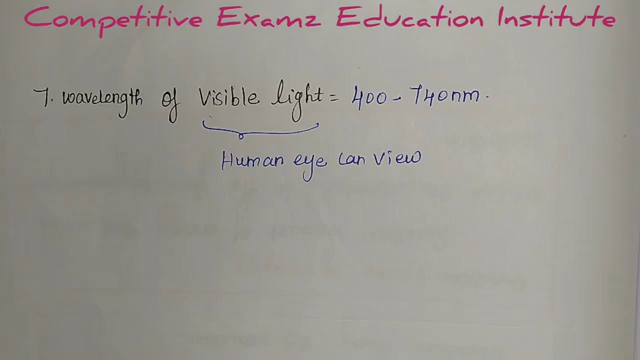 Competitive Examz Education Institute
7. wavelength of visible light = 400 - 740nm.
Human eye can view